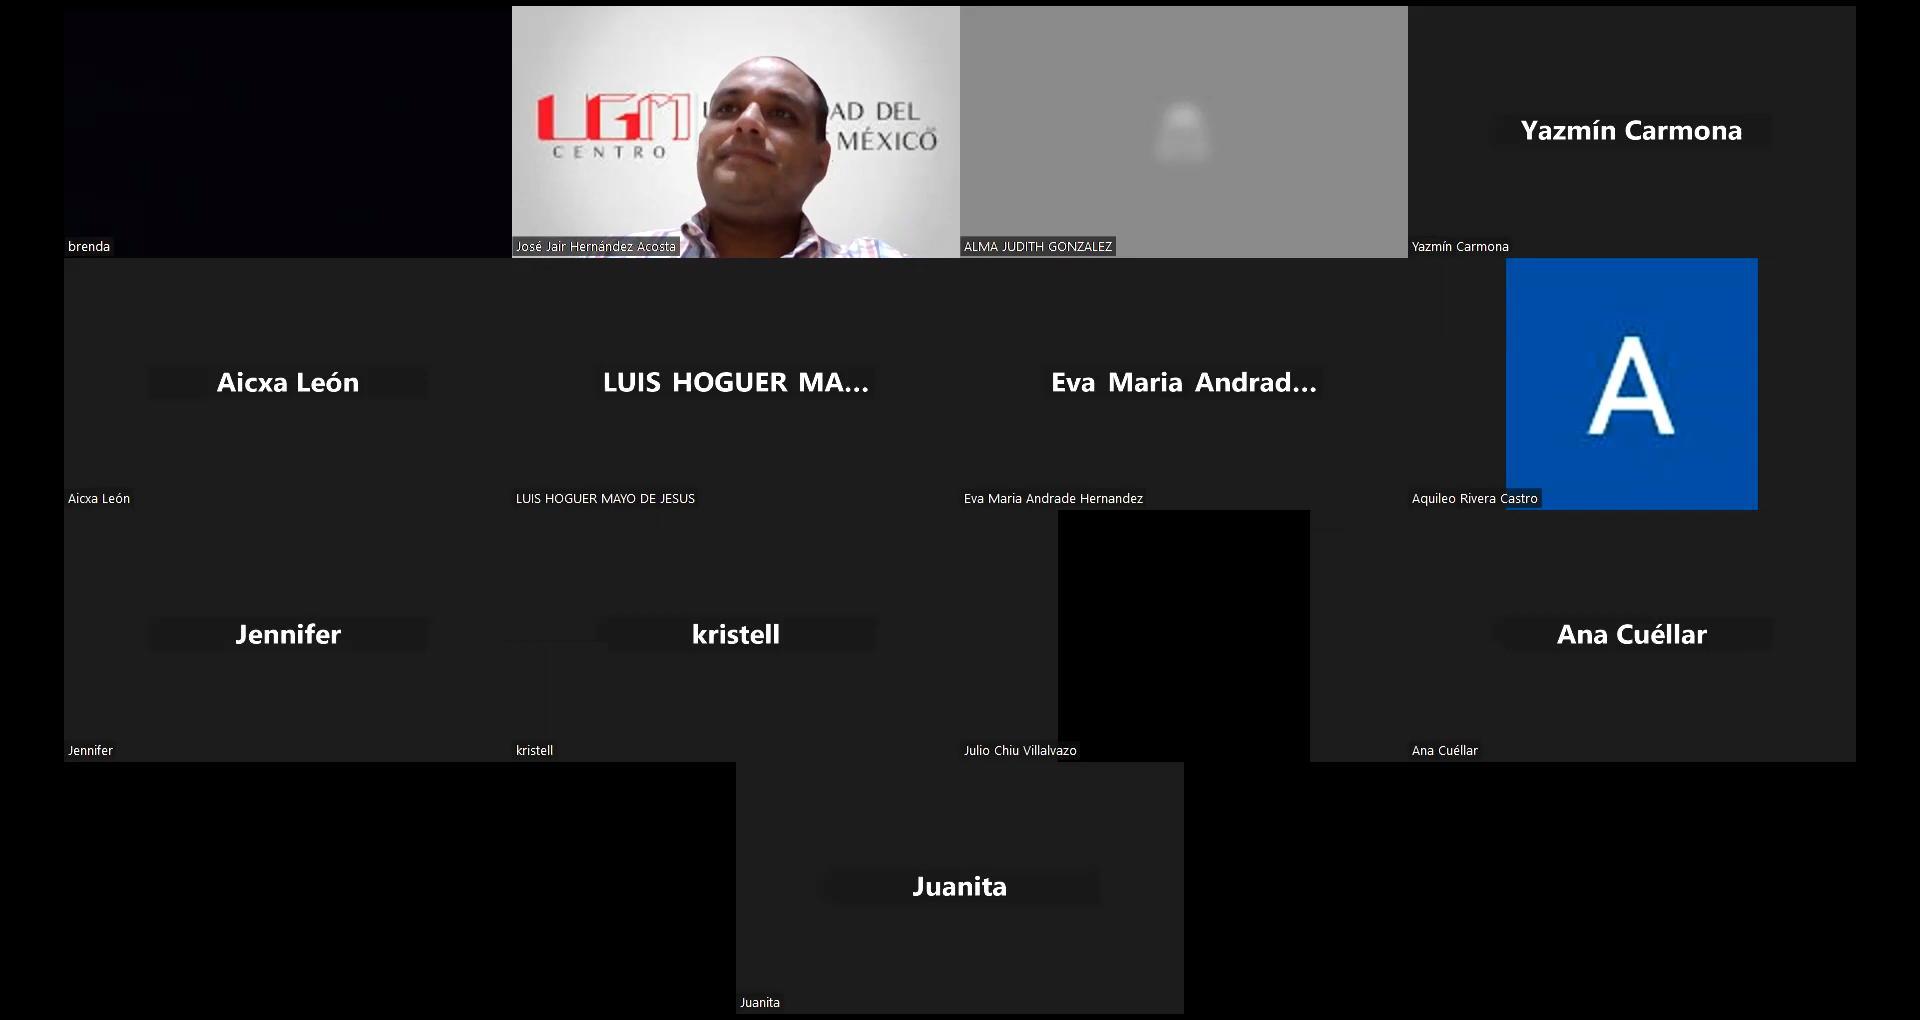 UGM
CENTRO
AD DEL
MÉXICO
brenda
José Jair Hernández Acosta
ALMA JUDITH GONZALEZ
Yazmín Carmona
Yazmín Carmona
Aicxa León
Aicxa León
LUIS HOGUER MA...
LUIS HOGUER MAYO DE JESUS
Eva Maria Andrad...
Eva Maria Andrade Hernandez
A
Aquileo Rivera Castro
Jennifer
Jennifer
kristell
kristell
Julio Chiu Villalvazo
Ana Cuéllar
Ana Cuéllar
Juanita
Juanita